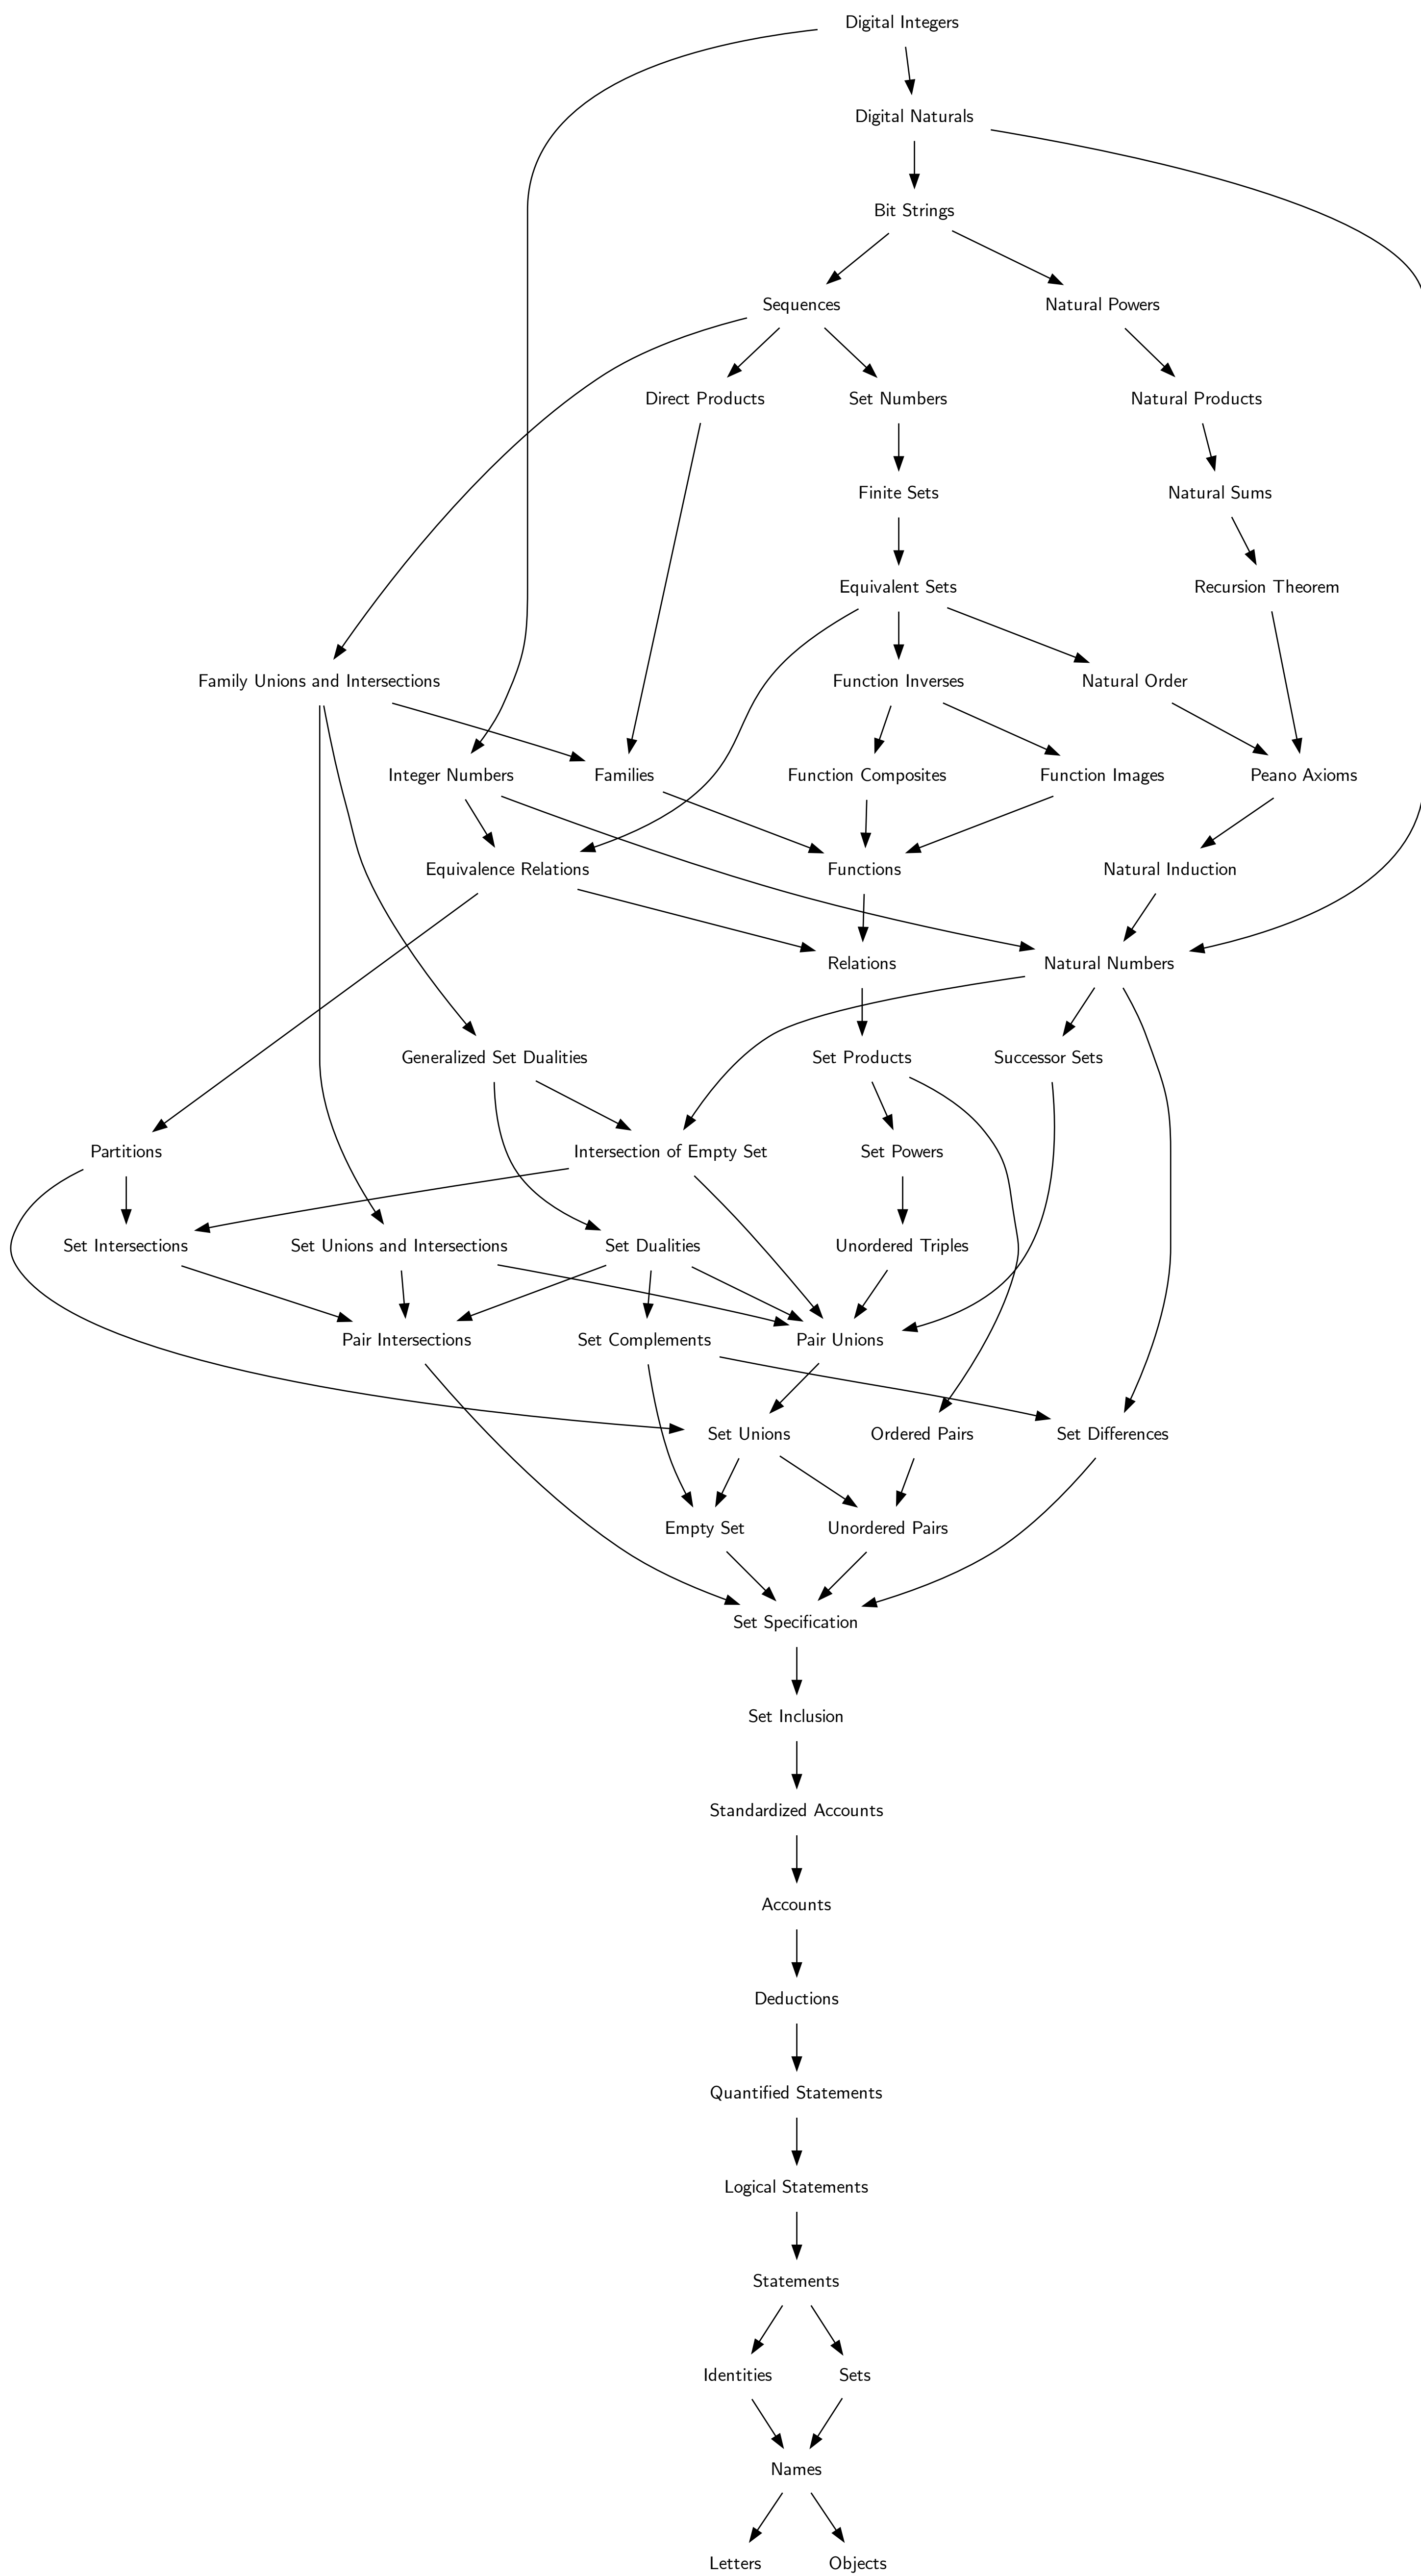 Digital Integers
Digital Naturals
Bit Strings
Sequences
Natural Powers
Direct Products
Set Numbers
Natural Products
Finite Sets
Natural Sums
Equivalent Sets
Recursion Theorem
Family Unions and Intersections
Function Inverses
Natural Order
Integer Numbers
Families
Function Composites
Function Images
Peano Axioms
Equivalence Relations
Functions
Natural Induction
Relations
Natural Numbers
Generalized Set Dualities
Set Products
Successor Sets
Partitions
Intersection of Empty Set
Set Powers
Set Intersections
Set Unions and Intersections
Set Dualities
Unordered Triples
Pair Intersections
Set Complements
Pair Unions
Set Unions
Ordered Pairs
Set Differences
Empty Set
Unordered Pairs
Set Specification
Set Inclusion
Standardized Accounts
Accounts
Deductions
Quantified Statements
Logical Statements
Statements
Identities
Sets
Names
Letters
Objects